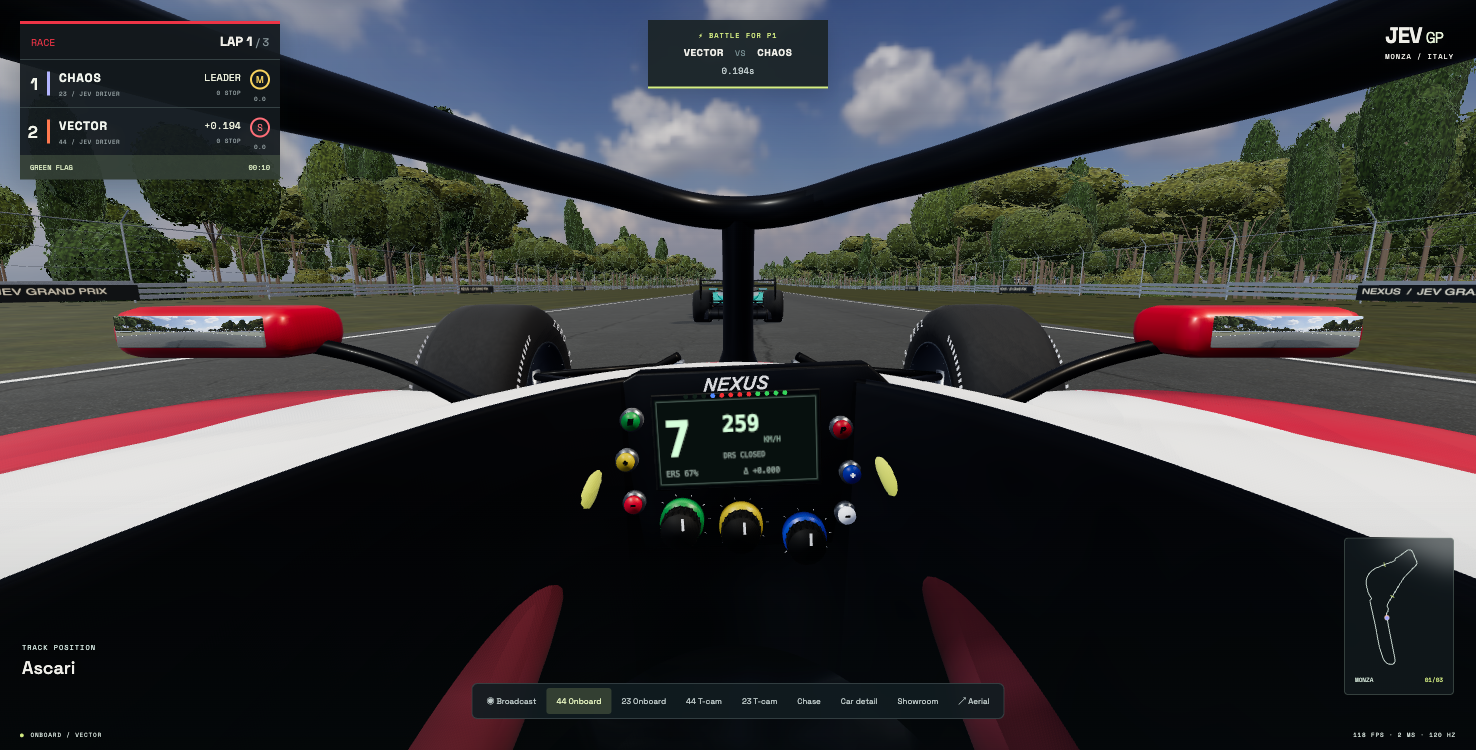 RACE
LAP 1 / 3
1 CHAOS LEADER M
23 / JEV DRIVER 0 STOP 0.0
2 VECTOR +0.194 S
44 / JEV DRIVER 0 STOP 0.0
GREEN FLAG 00:10
⚡ BATTLE FOR P1
VECTOR VS CHAOS
0.194s
JEV GP
MONZA / ITALY
JEV GRAND PRIX
NEXUS / JEV GRA
NEXUS
7 259
KM/H
DRS CLOSED
ERS 67% Δ +0.000
TRACK POSITION
Ascari
MONZA 01/03
◉ Broadcast 44 Onboard 23 Onboard 44 T-cam 23 T-cam Chase Car detail Showroom ↗ Aerial
ONBOARD / VECTOR
118 FPS · 2 MS · 120 HZ